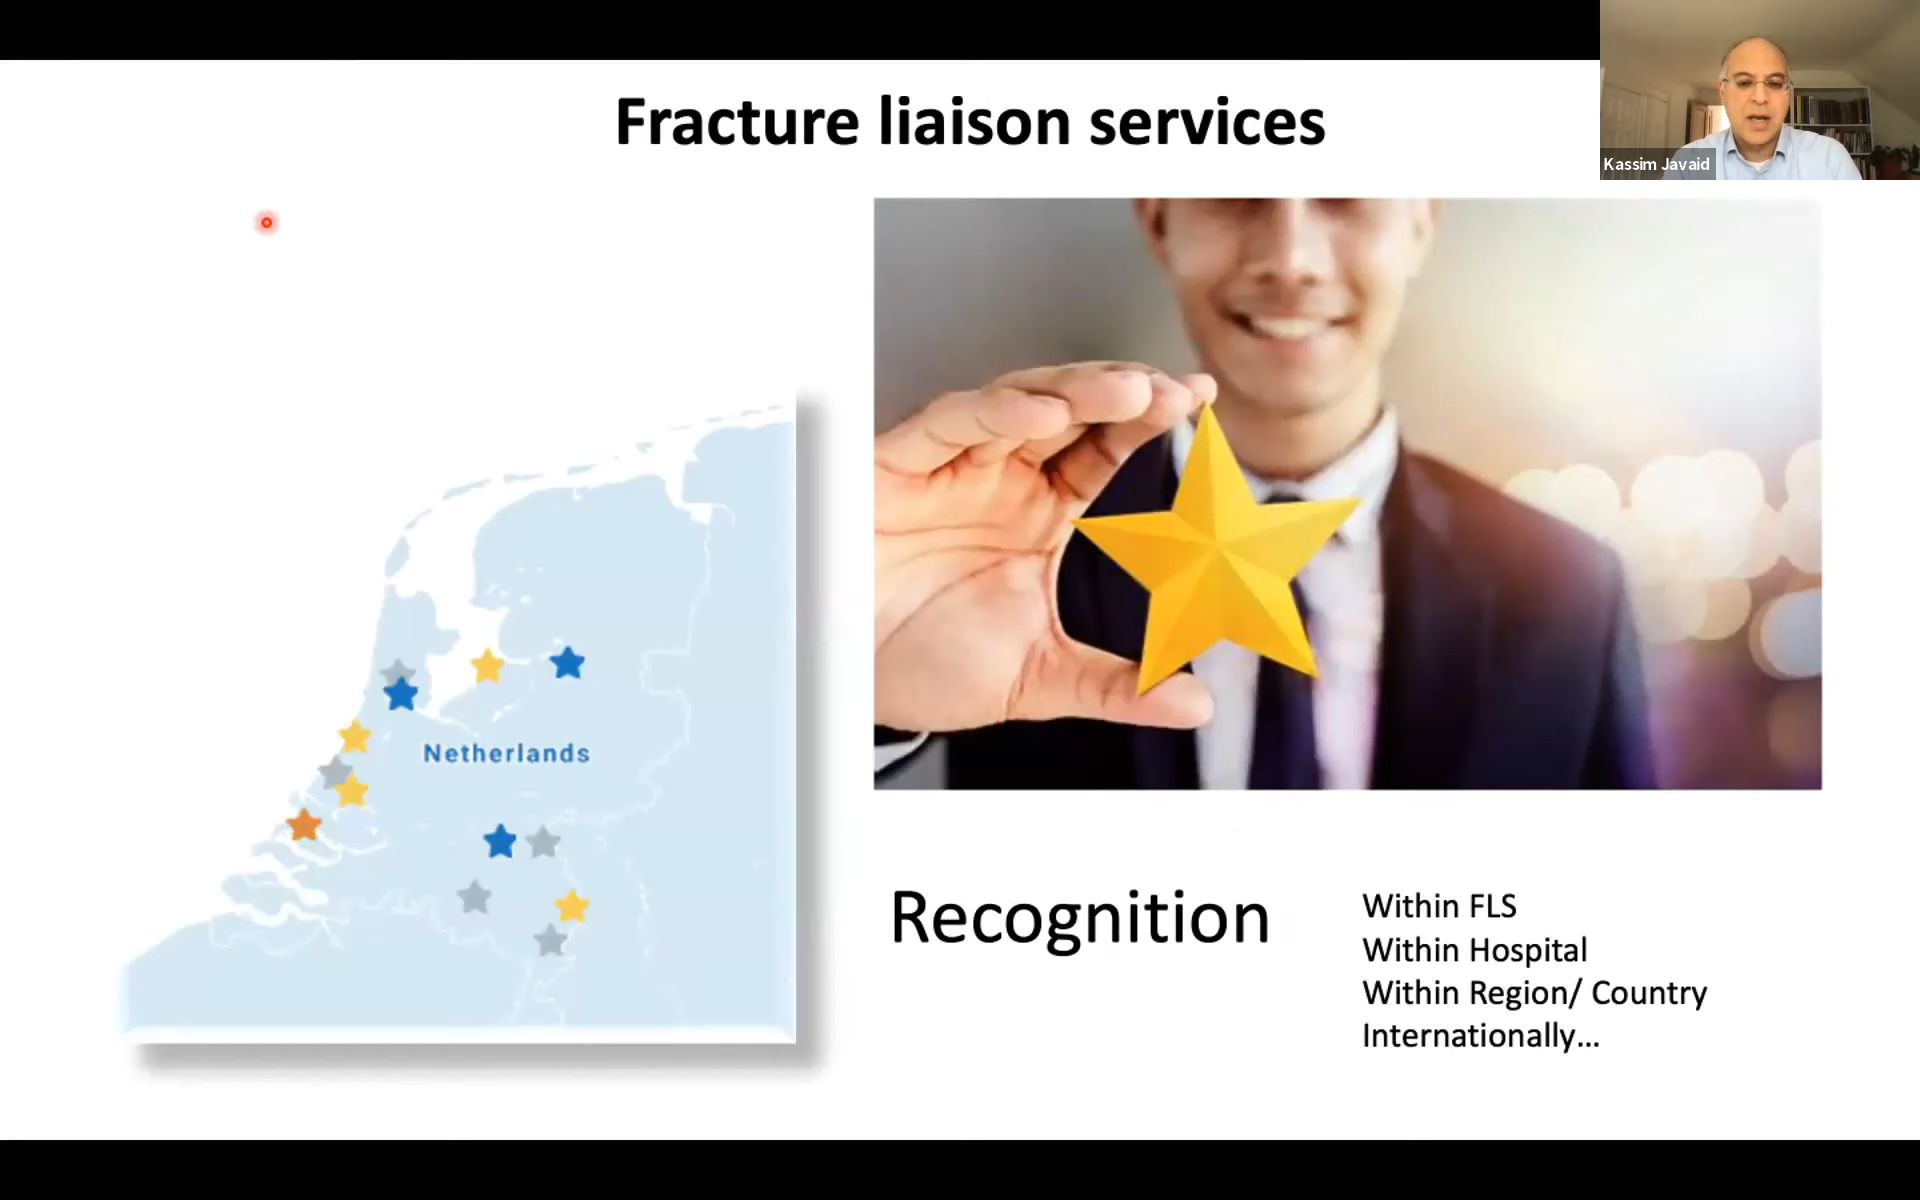 Fracture liaison services
Kassim Javaid
Netherlands
Recognition
Within FLS
Within Hospital
Within Region/ Country
Internationally...